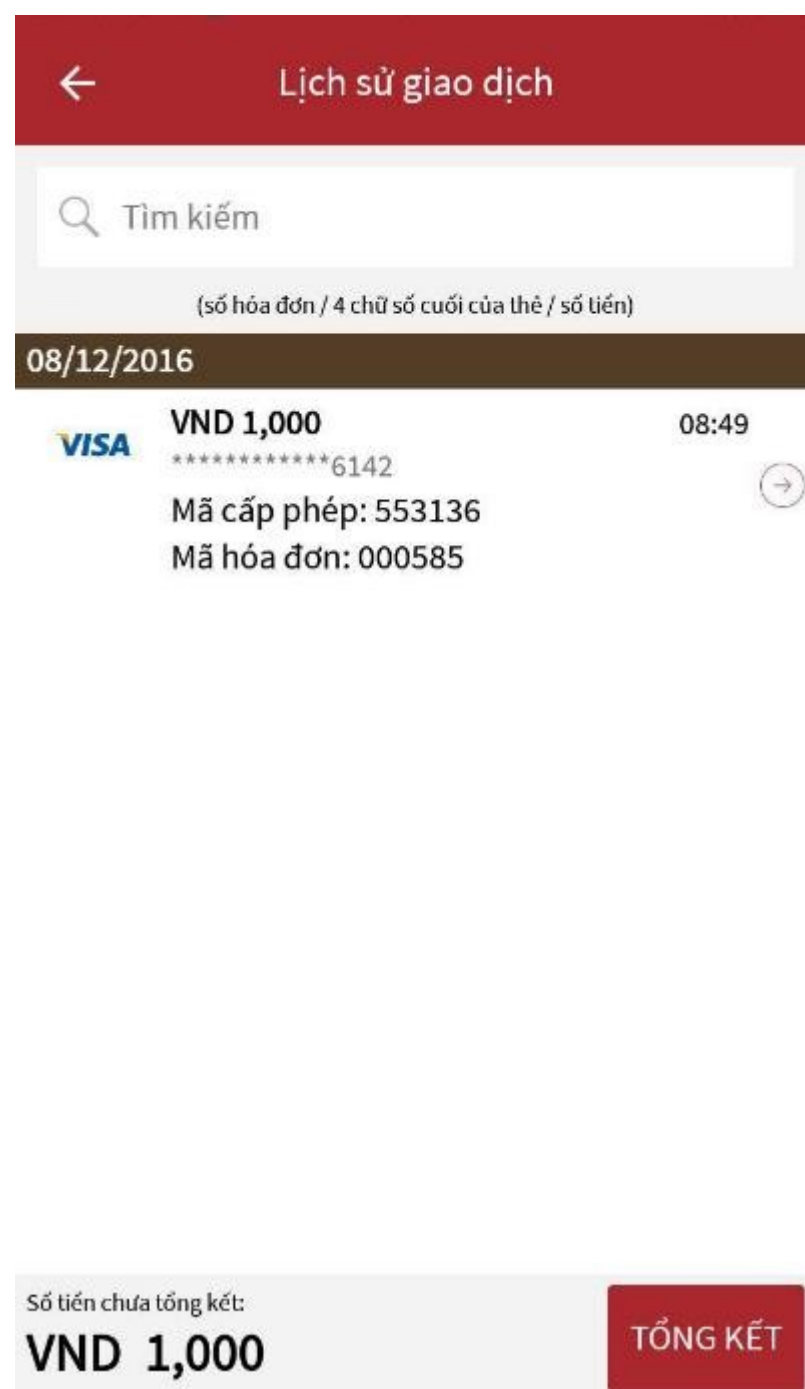 Lịch sử giao dịch
Tìm kiếm
(số hóa đơn / 4 chữ số cuối của thẻ / số tiền)
08/12/2016
VISA VND 1,000 08:49
************6142
Mã cấp phép: 553136
Mã hóa đơn: 000585
Số tiền chưa tổng kết:
VND 1,000
TỔNG KẾT